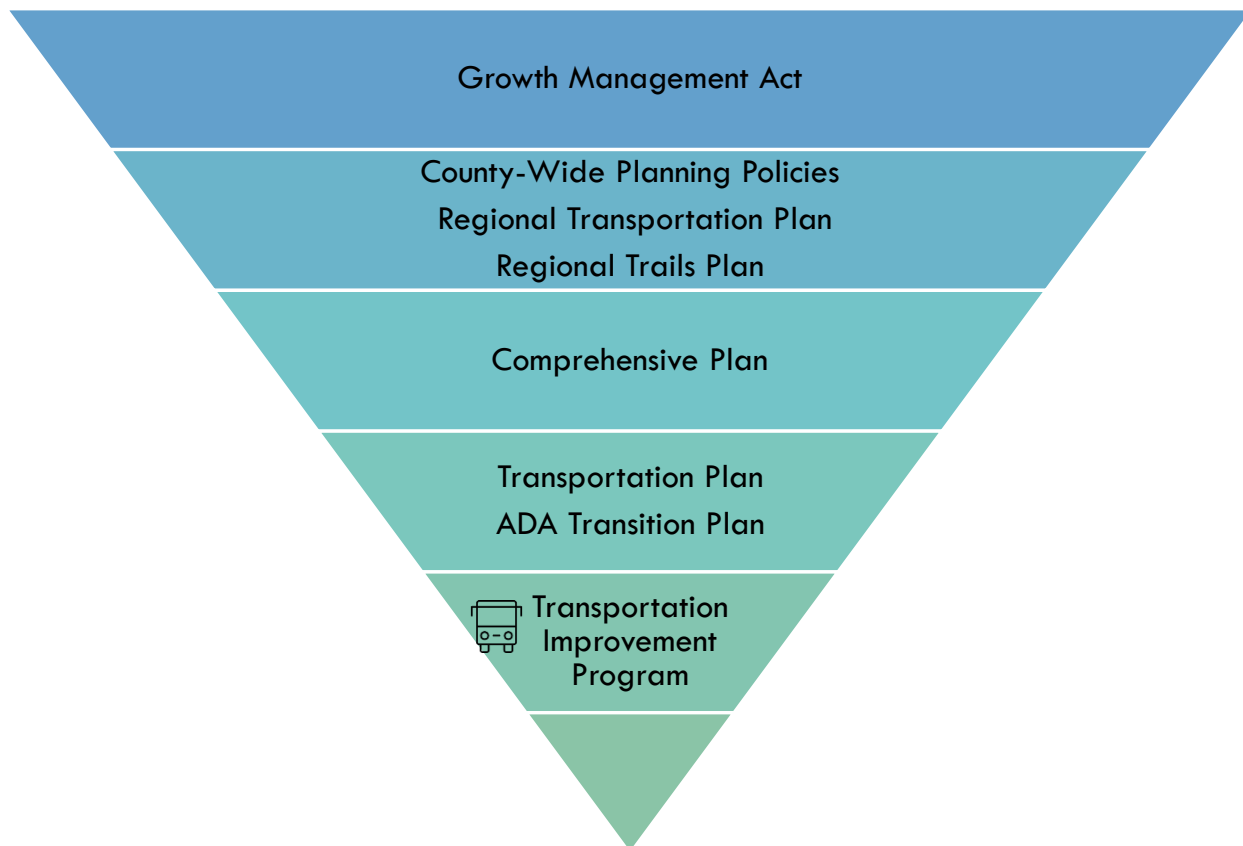 Growth Management Act
County-Wide Planning Policies
Regional Transportation Plan
Regional Trails Plan
Comprehensive Plan
Transportation Plan
ADA Transition Plan
Transportation
Improvement
Program